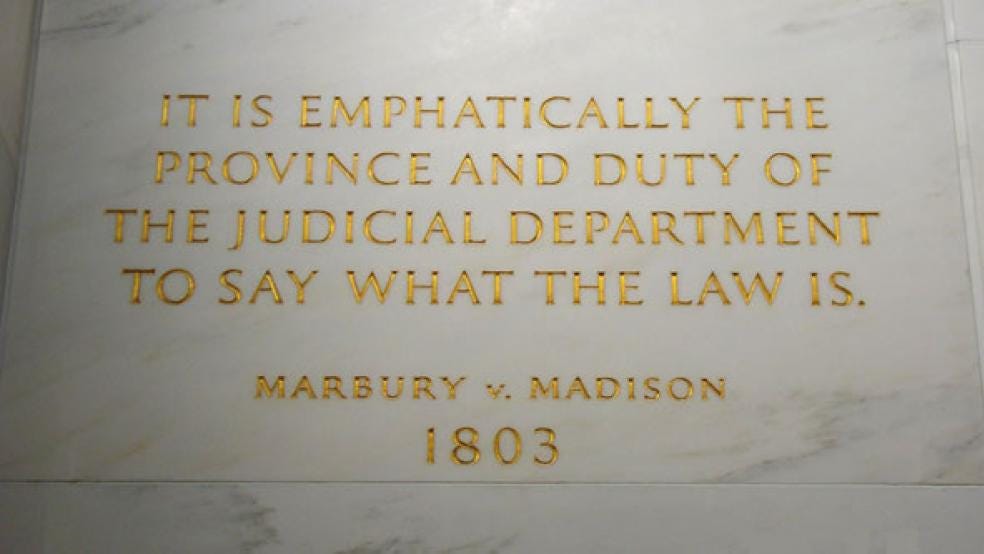 IT IS EMPHATICALLY THE
PROVINCE AND DUTY OF
THE JUDICIAL DEPARTMENT
TO SAY WHAT THE LAW IS.
MARBURY v. MADISON
1803